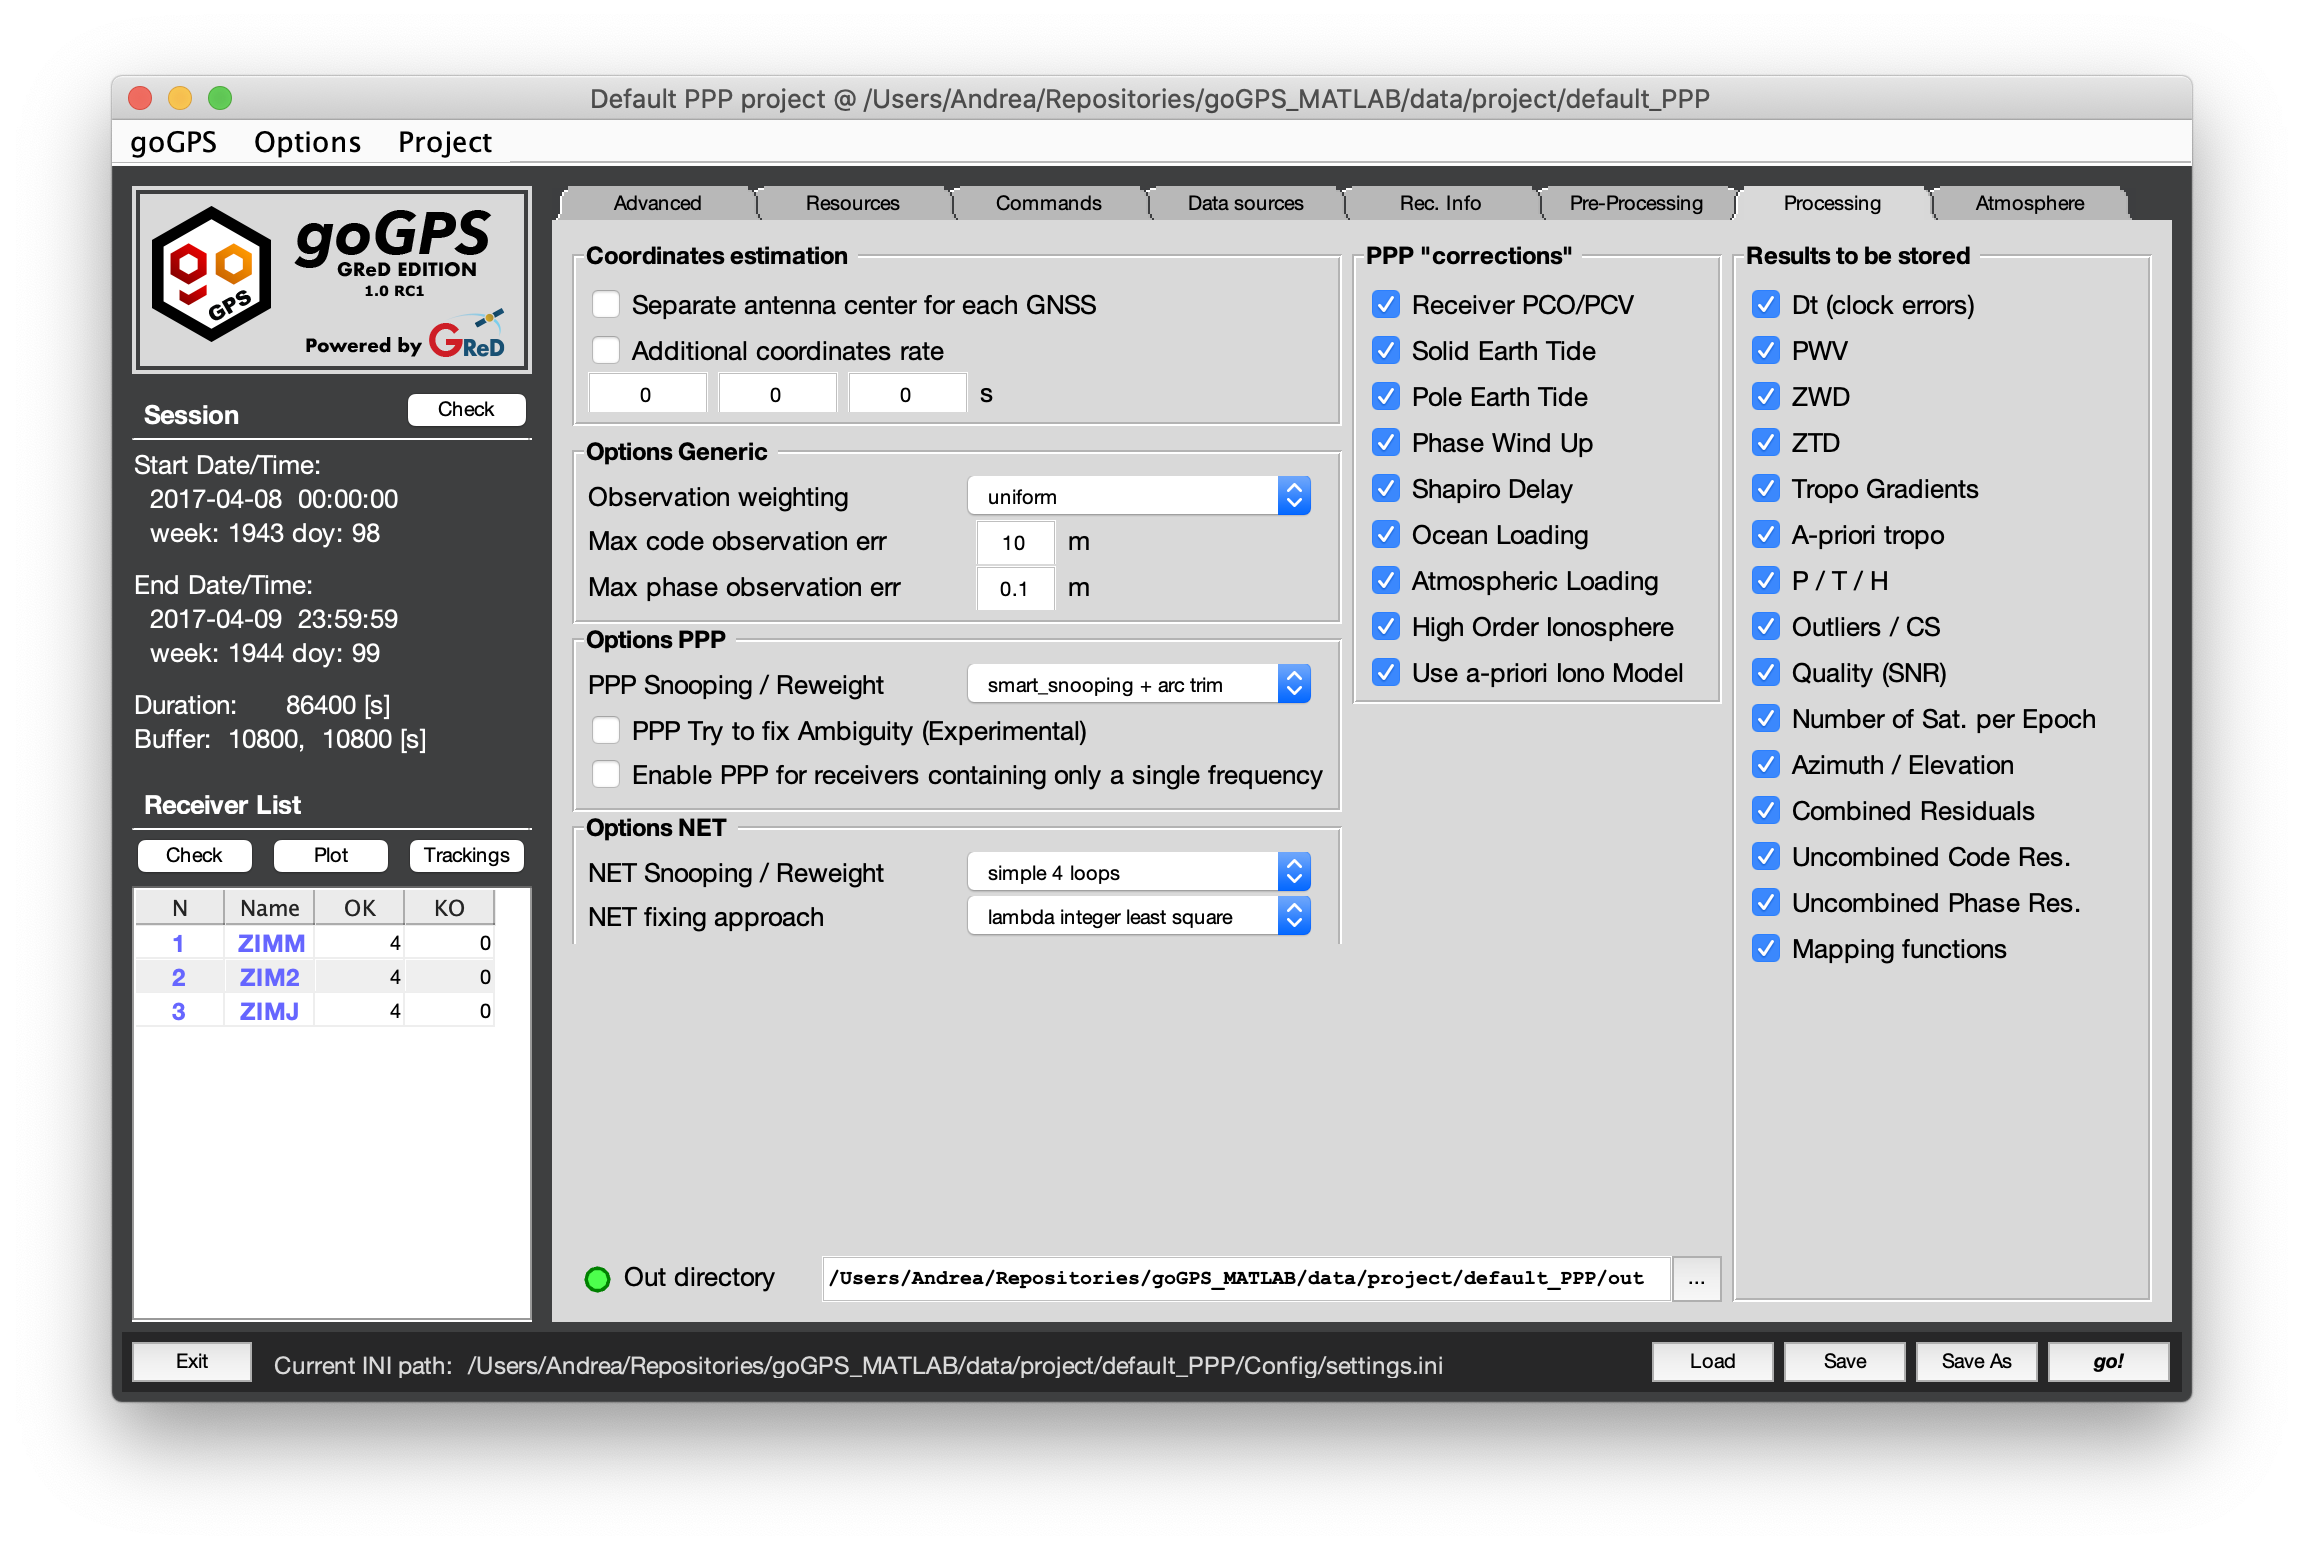 Default PPP project @ /Users/Andrea/Repositories/goGPS_MATLAB/data/project/default_PPP
goGPS Options Project
go GPS
goGPS
GReD EDITION
1.0 RC1
Powered by GReD
Session Check
Start Date/Time:
2017-04-08 00:00:00
week: 1943 doy: 98
End Date/Time:
2017-04-09 23:59:59
week: 1944 doy: 99
Duration: 86400 [s]
Buffer: 10800, 10800 [s]
Receiver List
Check Plot Trackings
N Name OK KO
1 ZIMM 4 0
2 ZIM2 4 0
3 ZIMJ 4 0
Advanced Resources Commands Data sources Rec. Info Pre-Processing Processing Atmosphere
Coordinates estimation
Separate antenna center for each GNSS
Additional coordinates rate
0 0 0 s
Options Generic
Observation weighting uniform
Max code observation err 10 m
Max phase observation err 0.1 m
Options PPP
PPP Snooping / Reweight smart_snooping + arc trim
PPP Try to fix Ambiguity (Experimental)
Enable PPP for receivers containing only a single frequency
Options NET
NET Snooping / Reweight simple 4 loops
NET fixing approach lambda integer least square
PPP "corrections"
Receiver PCO/PCV
Solid Earth Tide
Pole Earth Tide
Phase Wind Up
Shapiro Delay
Ocean Loading
Atmospheric Loading
High Order Ionosphere
Use a-priori Iono Model
Results to be stored
Dt (clock errors)
PWV
ZWD
ZTD
Tropo Gradients
A-priori tropo
P / T / H
Outliers / CS
Quality (SNR)
Number of Sat. per Epoch
Azimuth / Elevation
Combined Residuals
Uncombined Code Res.
Uncombined Phase Res.
Mapping functions
Out directory /Users/Andrea/Repositories/goGPS_MATLAB/data/project/default_PPP/out ...
Exit Current INI path: /Users/Andrea/Repositories/goGPS_MATLAB/data/project/default_PPP/Config/settings.ini Load Save Save As go!